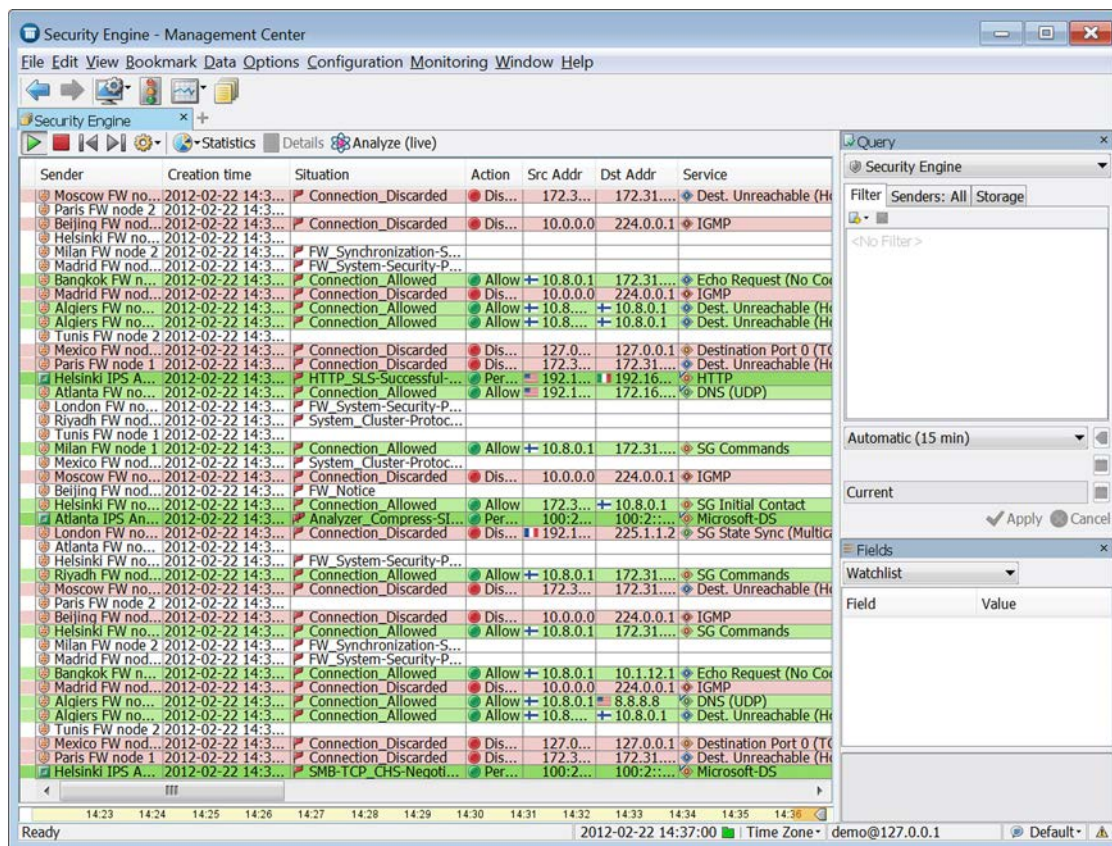 Security Engine - Management Center
File Edit View Bookmark Data Options Configuration Monitoring Window Help
Security Engine
Statistics Details Analyze (live)
Sender Creation time Situation Action Src Addr Dst Addr Service
Moscow FW no... 2012-02-22 14:3... Connection_Discarded Dis... 172.3... 172.31.... Dest. Unreachable (Ho
Paris FW node 2 2012-02-22 14:3...
Beijing FW nod... 2012-02-22 14:3... Connection_Discarded Dis... 10.0.0.0 224.0.0.1 IGMP
Helsinki FW no... 2012-02-22 14:3...
Milan FW node 2 2012-02-22 14:3... FW_Synchronization-S...
Madrid FW nod... 2012-02-22 14:3... FW_System-Security-P...
Bangkok FW n... 2012-02-22 14:3... Connection_Allowed Allow 10.8.0.1 172.31.... Echo Request (No Cod
Madrid FW nod... 2012-02-22 14:3... Connection_Discarded Dis... 10.0.0.0 224.0.0.1 IGMP
Algiers FW no... 2012-02-22 14:3... Connection_Allowed Allow 10.8.... 10.8.0.1 Dest. Unreachable (Ho
Algiers FW no... 2012-02-22 14:3... Connection_Allowed Allow 10.8.... 10.8.0.1 Dest. Unreachable (Ho
Tunis FW node 2 2012-02-22 14:3...
Mexico FW nod... 2012-02-22 14:3... Connection_Discarded Dis... 127.0... 127.0.0.1 Destination Port 0 (TC
Paris FW node 1 2012-02-22 14:3... Connection_Discarded Dis... 172.3... 172.31.... Dest. Unreachable (Ho
Helsinki IPS A... 2012-02-22 14:3... HTTP_SLS-Successful-... Per... 192.1... 192.16... HTTP
Atlanta FW no... 2012-02-22 14:3... Connection_Allowed Allow 192.1... 172.16.... DNS (UDP)
London FW no... 2012-02-22 14:3... FW_System-Security-P...
Riyadh FW nod... 2012-02-22 14:3... System_Cluster-Protoc...
Tunis FW node 1 2012-02-22 14:3...
Milan FW node 1 2012-02-22 14:3... Connection_Allowed Allow 10.8.0.1 172.31.... SG Commands
Mexico FW nod... 2012-02-22 14:3... System_Cluster-Protoc...
Moscow FW no... 2012-02-22 14:3... Connection_Discarded Dis... 10.0.0.0 224.0.0.1 IGMP
Beijing FW nod... 2012-02-22 14:3... FW_Notice
Helsinki FW no... 2012-02-22 14:3... Connection_Allowed Allow 172.3... 10.8.0.1 SG Initial Contact
Atlanta IPS An... 2012-02-22 14:3... Analyzer_Compress-SI... Per... 100:2... 100:2::... Microsoft-DS
London FW no... 2012-02-22 14:3... Connection_Discarded Dis... 192.1... 225.1.1.2 SG State Sync (Multica
Atlanta FW no... 2012-02-22 14:3...
Helsinki FW no... 2012-02-22 14:3... FW_System-Security-P...
Riyadh FW nod... 2012-02-22 14:3... Connection_Allowed Allow 10.8.0.1 172.31.... SG Commands
Moscow FW no... 2012-02-22 14:3... Connection_Discarded Dis... 172.3... 172.31.... Dest. Unreachable (Ho
Paris FW node 2 2012-02-22 14:3...
Beijing FW nod... 2012-02-22 14:3... Connection_Discarded Dis... 10.0.0.0 224.0.0.1 IGMP
Helsinki FW no... 2012-02-22 14:3... Connection_Allowed Allow 10.8.0.1 172.31.... SG Commands
Milan FW node 2 2012-02-22 14:3... FW_Synchronization-S...
Madrid FW nod... 2012-02-22 14:3... FW_System-Security-P...
Bangkok FW n... 2012-02-22 14:3... Connection_Allowed Allow 10.8.0.1 10.1.12.1 Echo Request (No Cod
Madrid FW nod... 2012-02-22 14:3... Connection_Discarded Dis... 10.0.0.0 224.0.0.1 IGMP
Algiers FW no... 2012-02-22 14:3... Connection_Allowed Allow 10.8.0.1 8.8.8.8 DNS (UDP)
Algiers FW no... 2012-02-22 14:3... Connection_Allowed Allow 10.8.... 10.8.0.1 Dest. Unreachable (Ho
Tunis FW node 2 2012-02-22 14:3...
Mexico FW nod... 2012-02-22 14:3... Connection_Discarded Dis... 127.0... 127.0.0.1 Destination Port 0 (TC
Paris FW node 1 2012-02-22 14:3... Connection_Discarded Dis... 172.3... 172.31.... Dest. Unreachable (Ho
Helsinki IPS A... 2012-02-22 14:3... SMB-TCP_CHS-Negoti... Per... 100:2... 100:2::... Microsoft-DS
14:23 14:24 14:25 14:26 14:27 14:28 14:29 14:30 14:31 14:32 14:33 14:34 14:35 14:36
Query
Security Engine
Filter Senders: All Storage
<No Filter>
Automatic (15 min)
Current
Apply Cancel
Fields
Watchlist
Field Value
Ready 2012-02-22 14:37:00 Time Zone demo@127.0.0.1 Default